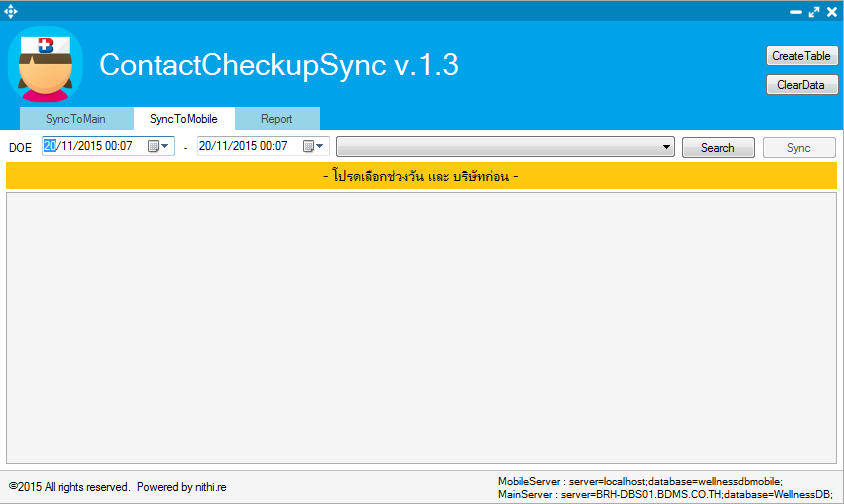 ContactCheckupSync v.1.3
CreateTable
ClearData
SyncToMain SyncToMobile Report
DOE 20/11/2015 00:07 - 20/11/2015 00:07 Search Sync
- โปรดเลือกช่วงวัน และ บริษัทก่อน -
©2015 All rights reserved. Powered by nithi.re
MobileServer : server=localhost;database=wellnessdbmobile;
MainServer : server=BRH-DBS01.BDMS.CO.TH;database=WellnessDB;